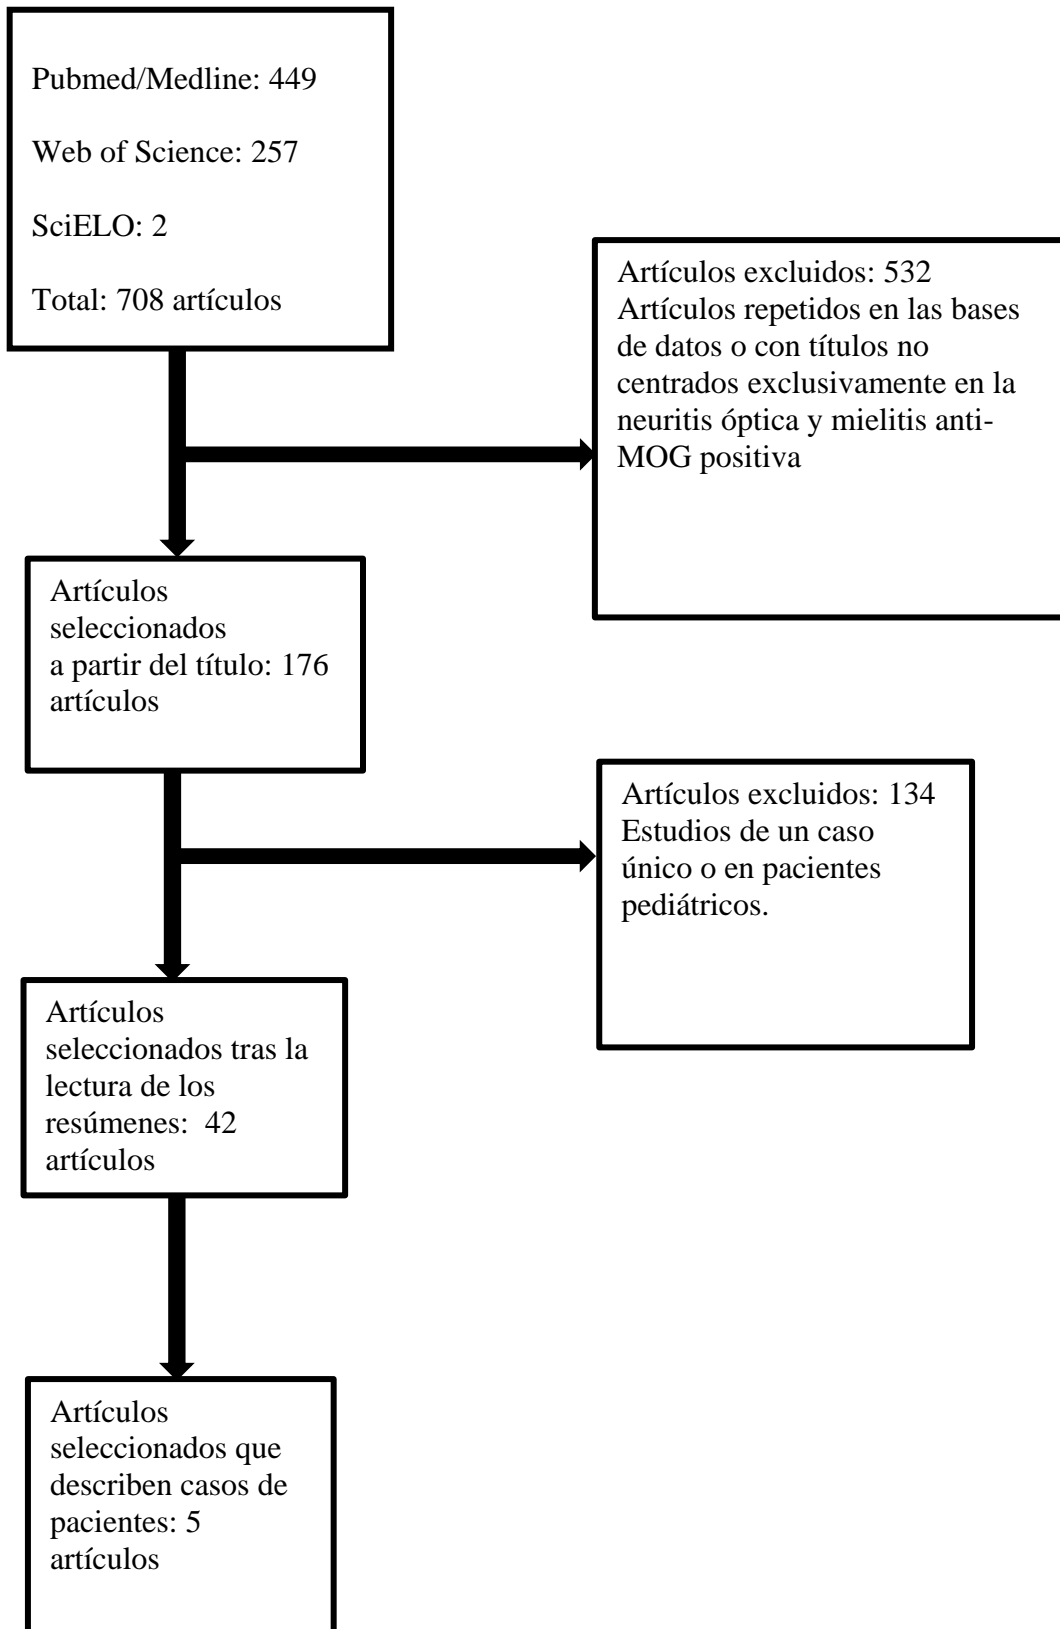 Pubmed/Medline: 449
Web of Science: 257
SciELO: 2
Total: 708 artículos
Artículos excluidos: 532
Artículos repetidos en las bases
de datos o con títulos no
centrados exclusivamente en la
neuritis óptica y mielitis anti-
MOG positiva
Artículos
seleccionados
a partir del título: 176
artículos
Artículos excluidos: 134
Estudios de un caso
único o en pacientes
pediátricos.
Artículos
seleccionados tras la
lectura de los
resúmenes: 42
artículos
Artículos
seleccionados que
describen casos de
pacientes: 5
artículos